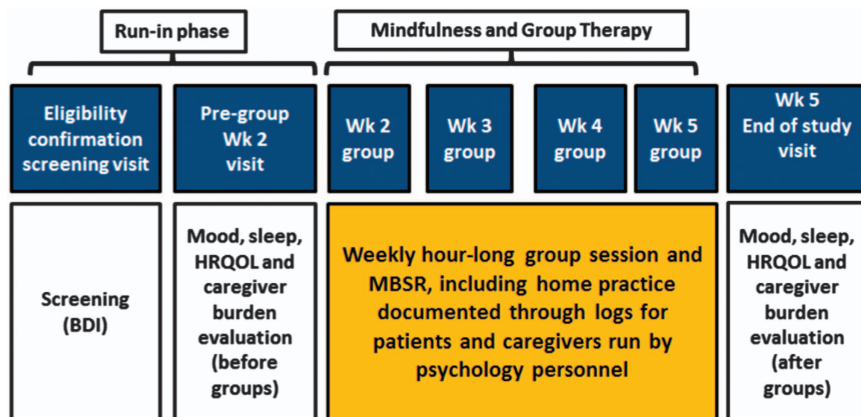 Run-in phase
Mindfulness and Group Therapy
Eligibility
confirmation
screening visit
Pre-group
Wk 2
visit
Wk 2
group
Wk 3
group
Wk 4
group
Wk 5
group
Wk 5
End of study
visit
Screening
(BDI)
Mood, sleep,
HRQOL and
caregiver
burden
evaluation
(before
groups)
Weekly hour-long group session and
MBSR, including home practice
documented through logs for
patients and caregivers run by
psychology personnel
Mood, sleep,
HRQOL and
caregiver
burden
evaluation
(after
groups)